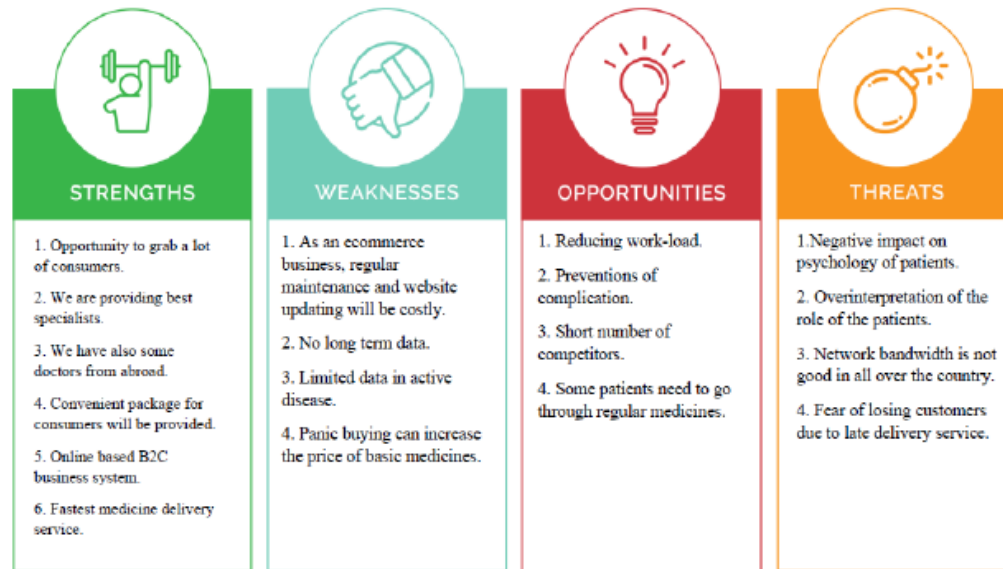 STRENGTHS
1. Opportunity to grab a lot
of consumers.
2. We are providing best
specialists.
3. We have also some
doctors from abroad.
4. Convenient package for
consumers will be provided.
5. Online based B2C
business system.
6. Fastest medicine delivery
service.
WEAKNESSES
1. As an ecommerce
business, regular
maintenance and website
updating will be costly.
2. No long term data.
3. Limited data in active
disease.
4. Panic buying can increase
the price of basic medicines.
OPPORTUNITIES
1. Reducing work-load.
2. Preventions of
complication.
3. Short number of
competitors.
4. Some patients need to go
through regular medicines.
THREATS
1.Negative impact on
psychology of patients.
2. Overinterpretation of the
role of the patients.
3. Network bandwidth is not
good in all over the country.
4. Fear of losing customers
due to late delivery service.